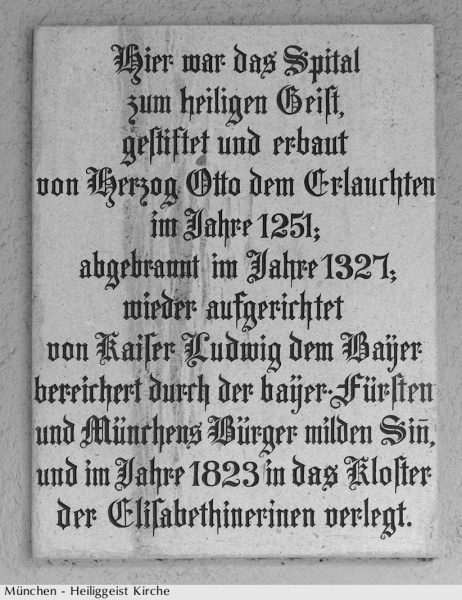 Hier war das Spital
zum heiligen Geiſt,
geſtiftet und erbaut
von Herzog Otto dem Erlauchten
im Jahre 1251;
abgebrannt im Jahre 1327;
wieder aufgerichtet
von Kaiſer Ludwig dem Baÿer
bereichert durch der baÿer. Fürſten
und Münchens Bürger milden Siñ,
und im Jahre 1823 in das Kloſter
der Eliſabethinerinen verlegt.
München - Heiliggeist Kirche